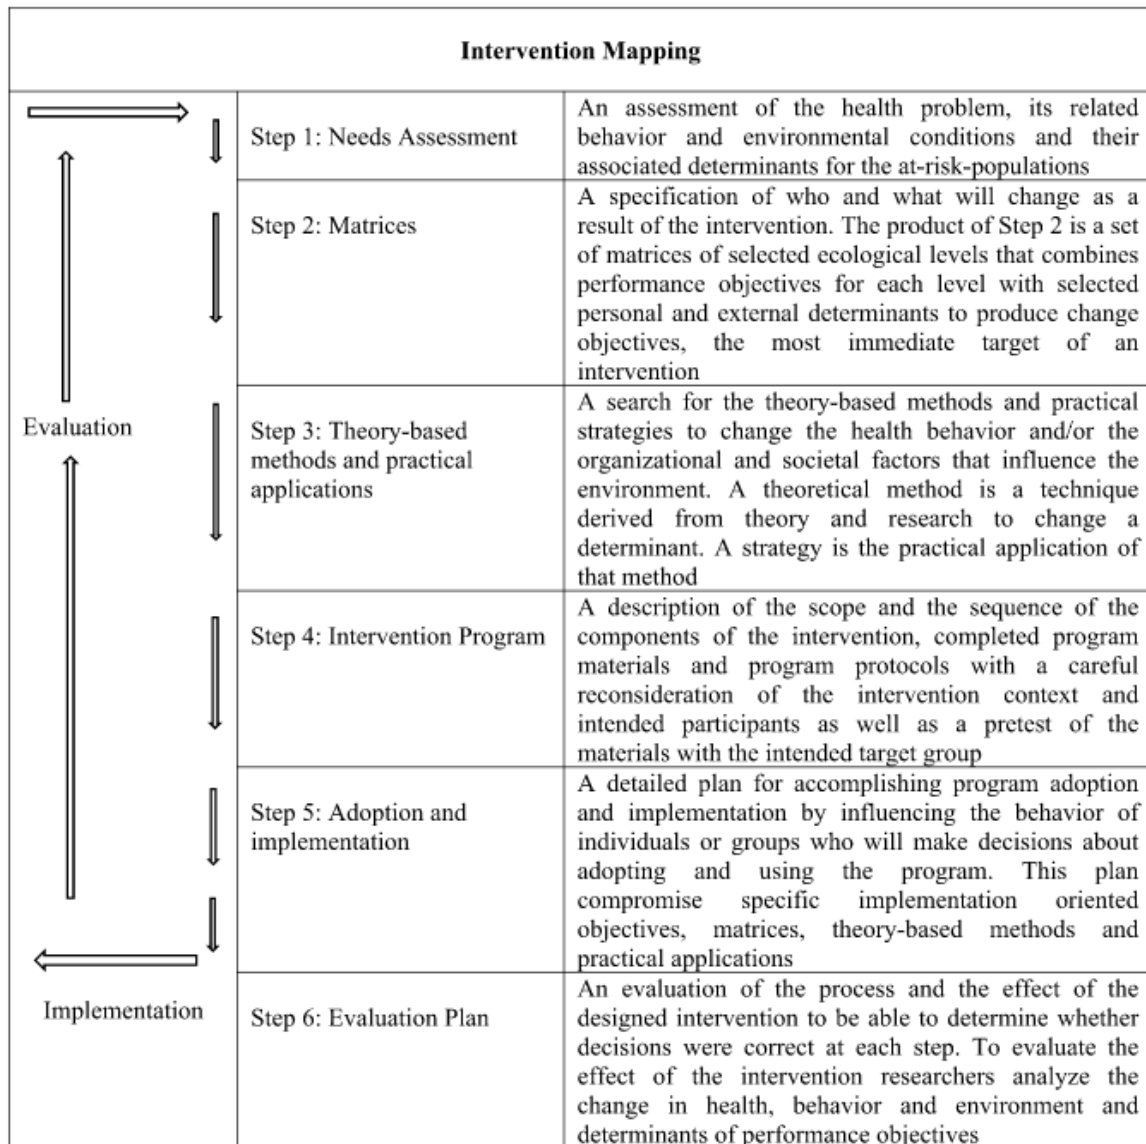 Intervention Mapping
Step 1: Needs Assessment
An assessment of the health problem, its related
behavior and environmental conditions and their
associated determinants for the at-risk-populations
Step 2: Matrices
A specification of who and what will change as a
result of the intervention. The product of Step 2 is a set
of matrices of selected ecological levels that combines
performance objectives for each level with selected
personal and external determinants to produce change
objectives, the most immediate target of an
intervention
Evaluation
Step 3: Theory-based
methods and practical
applications
A search for the theory-based methods and practical
strategies to change the health behavior and/or the
organizational and societal factors that influence the
environment. A theoretical method is a technique
derived from theory and research to change a
determinant. A strategy is the practical application of
that method
Step 4: Intervention Program
A description of the scope and the sequence of the
components of the intervention, completed program
materials and program protocols with a careful
reconsideration of the intervention context and
intended participants as well as a pretest of the
materials with the intended target group
Step 5: Adoption and
implementation
A detailed plan for accomplishing program adoption
and implementation by influencing the behavior of
individuals or groups who will make decisions about
adopting and using the program. This plan
compromise specific implementation oriented
objectives, matrices, theory-based methods and
practical applications
Implementation
Step 6: Evaluation Plan
An evaluation of the process and the effect of the
designed intervention to be able to determine whether
decisions were correct at each step. To evaluate the
effect of the intervention researchers analyze the
change in health, behavior and environment and
determinants of performance objectives